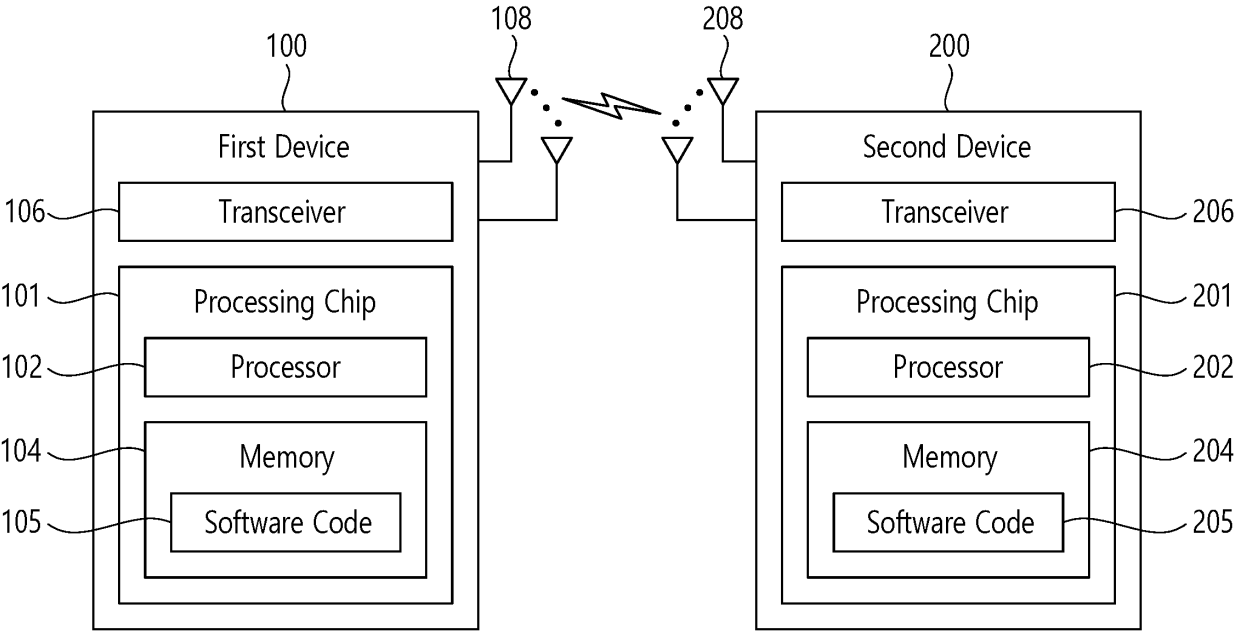 108
208
100
200
First Device
Second Device
106
Transceiver
Transceiver
206
101
Processing Chip
Processing Chip
201
102
Processor
Processor
202
104
Memory
Memory
204
105
Software Code
Software Code
205